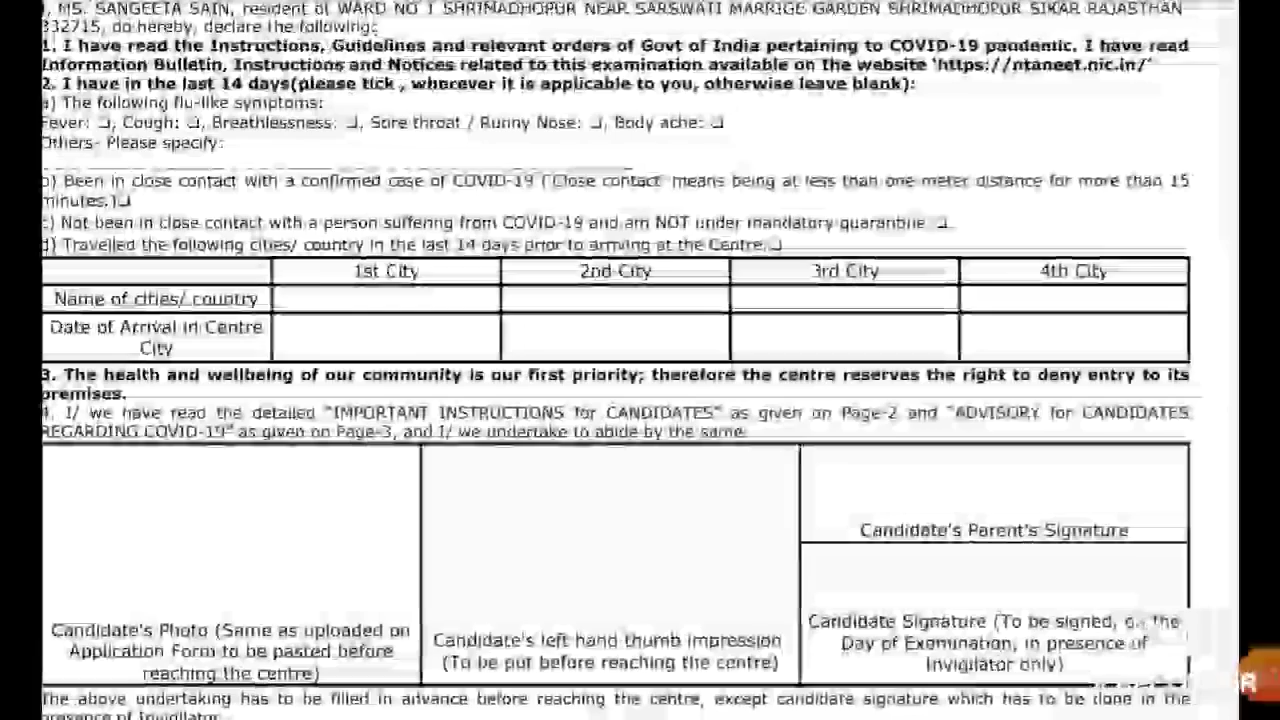 , MS. SANGEETA SAIN, resident of WARD NO 1 SHRIMADHOPUR NEAR SARSWATI MARRIGE GARDEN SHRIMADHOPUR SIKAR RAJASTHAN
332715, do hereby, declare the following:
1. I have read the Instructions, Guidelines and relevant orders of Govt of India pertaining to COVID-19 pandemic. I have read
Information Bulletin, Instructions and Notices related to this examination available on the website 'https://ntaneet.nic.in/'
2. I have in the last 14 days(please tick , wherever it is applicable to you, otherwise leave blank):
a) The following flu-like symptoms:
Fever: ❏, Cough: ❏, Breathlessness: ❏, Sore throat / Runny Nose: ❏, Body ache: ❏
Others- Please specify:
b) Been in close contact with a confirmed case of COVID-19 ('Close contact' means being at less than one meter distance for more than 15
minutes.)❏
c) Not been in close contact with a person suffering from COVID-19 and am NOT under mandatory quarantine ❏
d) Travelled the following cities/ country in the last 14 days prior to arriving at the Centre:❏
1st City 2nd City 3rd City 4th City
Name of cities/ country
Date of Arrival in Centre
City
3. The health and wellbeing of our community is our first priority; therefore the centre reserves the right to deny entry to its
premises.
4. I/ we have read the detailed "IMPORTANT INSTRUCTIONS for CANDIDATES" as given on Page-2 and "ADVISORY for CANDIDATES
REGARDING COVID-19" as given on Page-3, and I/ we undertake to abide by the same.
Candidate's Photo (Same as uploaded on
Application Form to be pasted before
reaching the centre)
Candidate's left hand thumb impression
(To be put before reaching the centre)
Candidate's Parent's Signature
Candidate Signature (To be signed, the
Day of Examination, in presence of
Invigilator only)
The above undertaking has to be filled in advance before reaching the centre, except candidate signature which has to be done in the
presence of Invigilator.
R